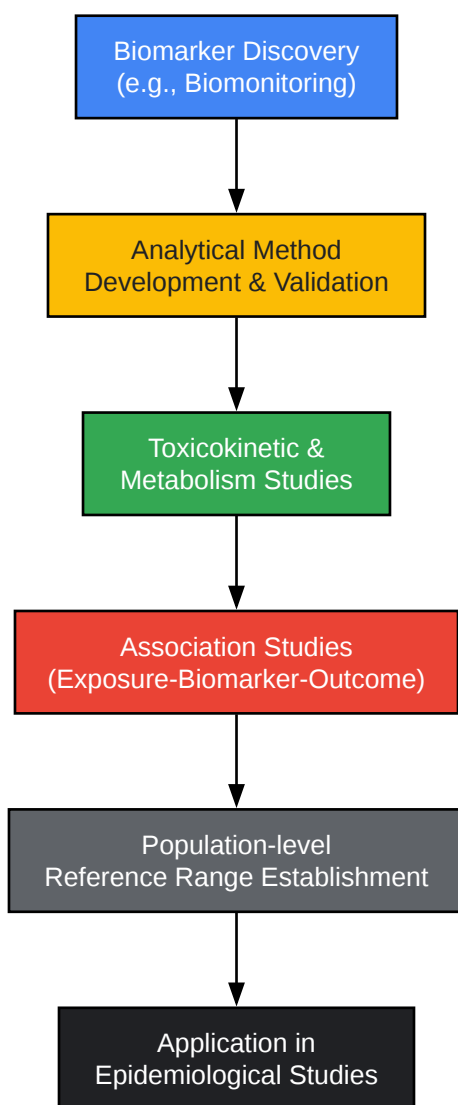 Biomarker Discovery
(e.g., Biomonitoring)
Analytical Method
Development & Validation
Toxicokinetic &
Metabolism Studies
Association Studies
(Exposure-Biomarker-Outcome)
Population-level
Reference Range Establishment
Application in
Epidemiological Studies